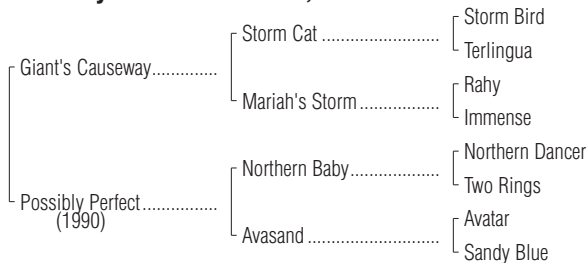 Storm Bird
Storm Cat ........................
Terlingua
Giant's Causeway.............
Rahy
Mariah's Storm ................
Immense
Northern Dancer
Northern Baby..................
Two Rings
Possibly Perfect ...............
(1990)
Avatar
Avasand ..........................
Sandy Blue